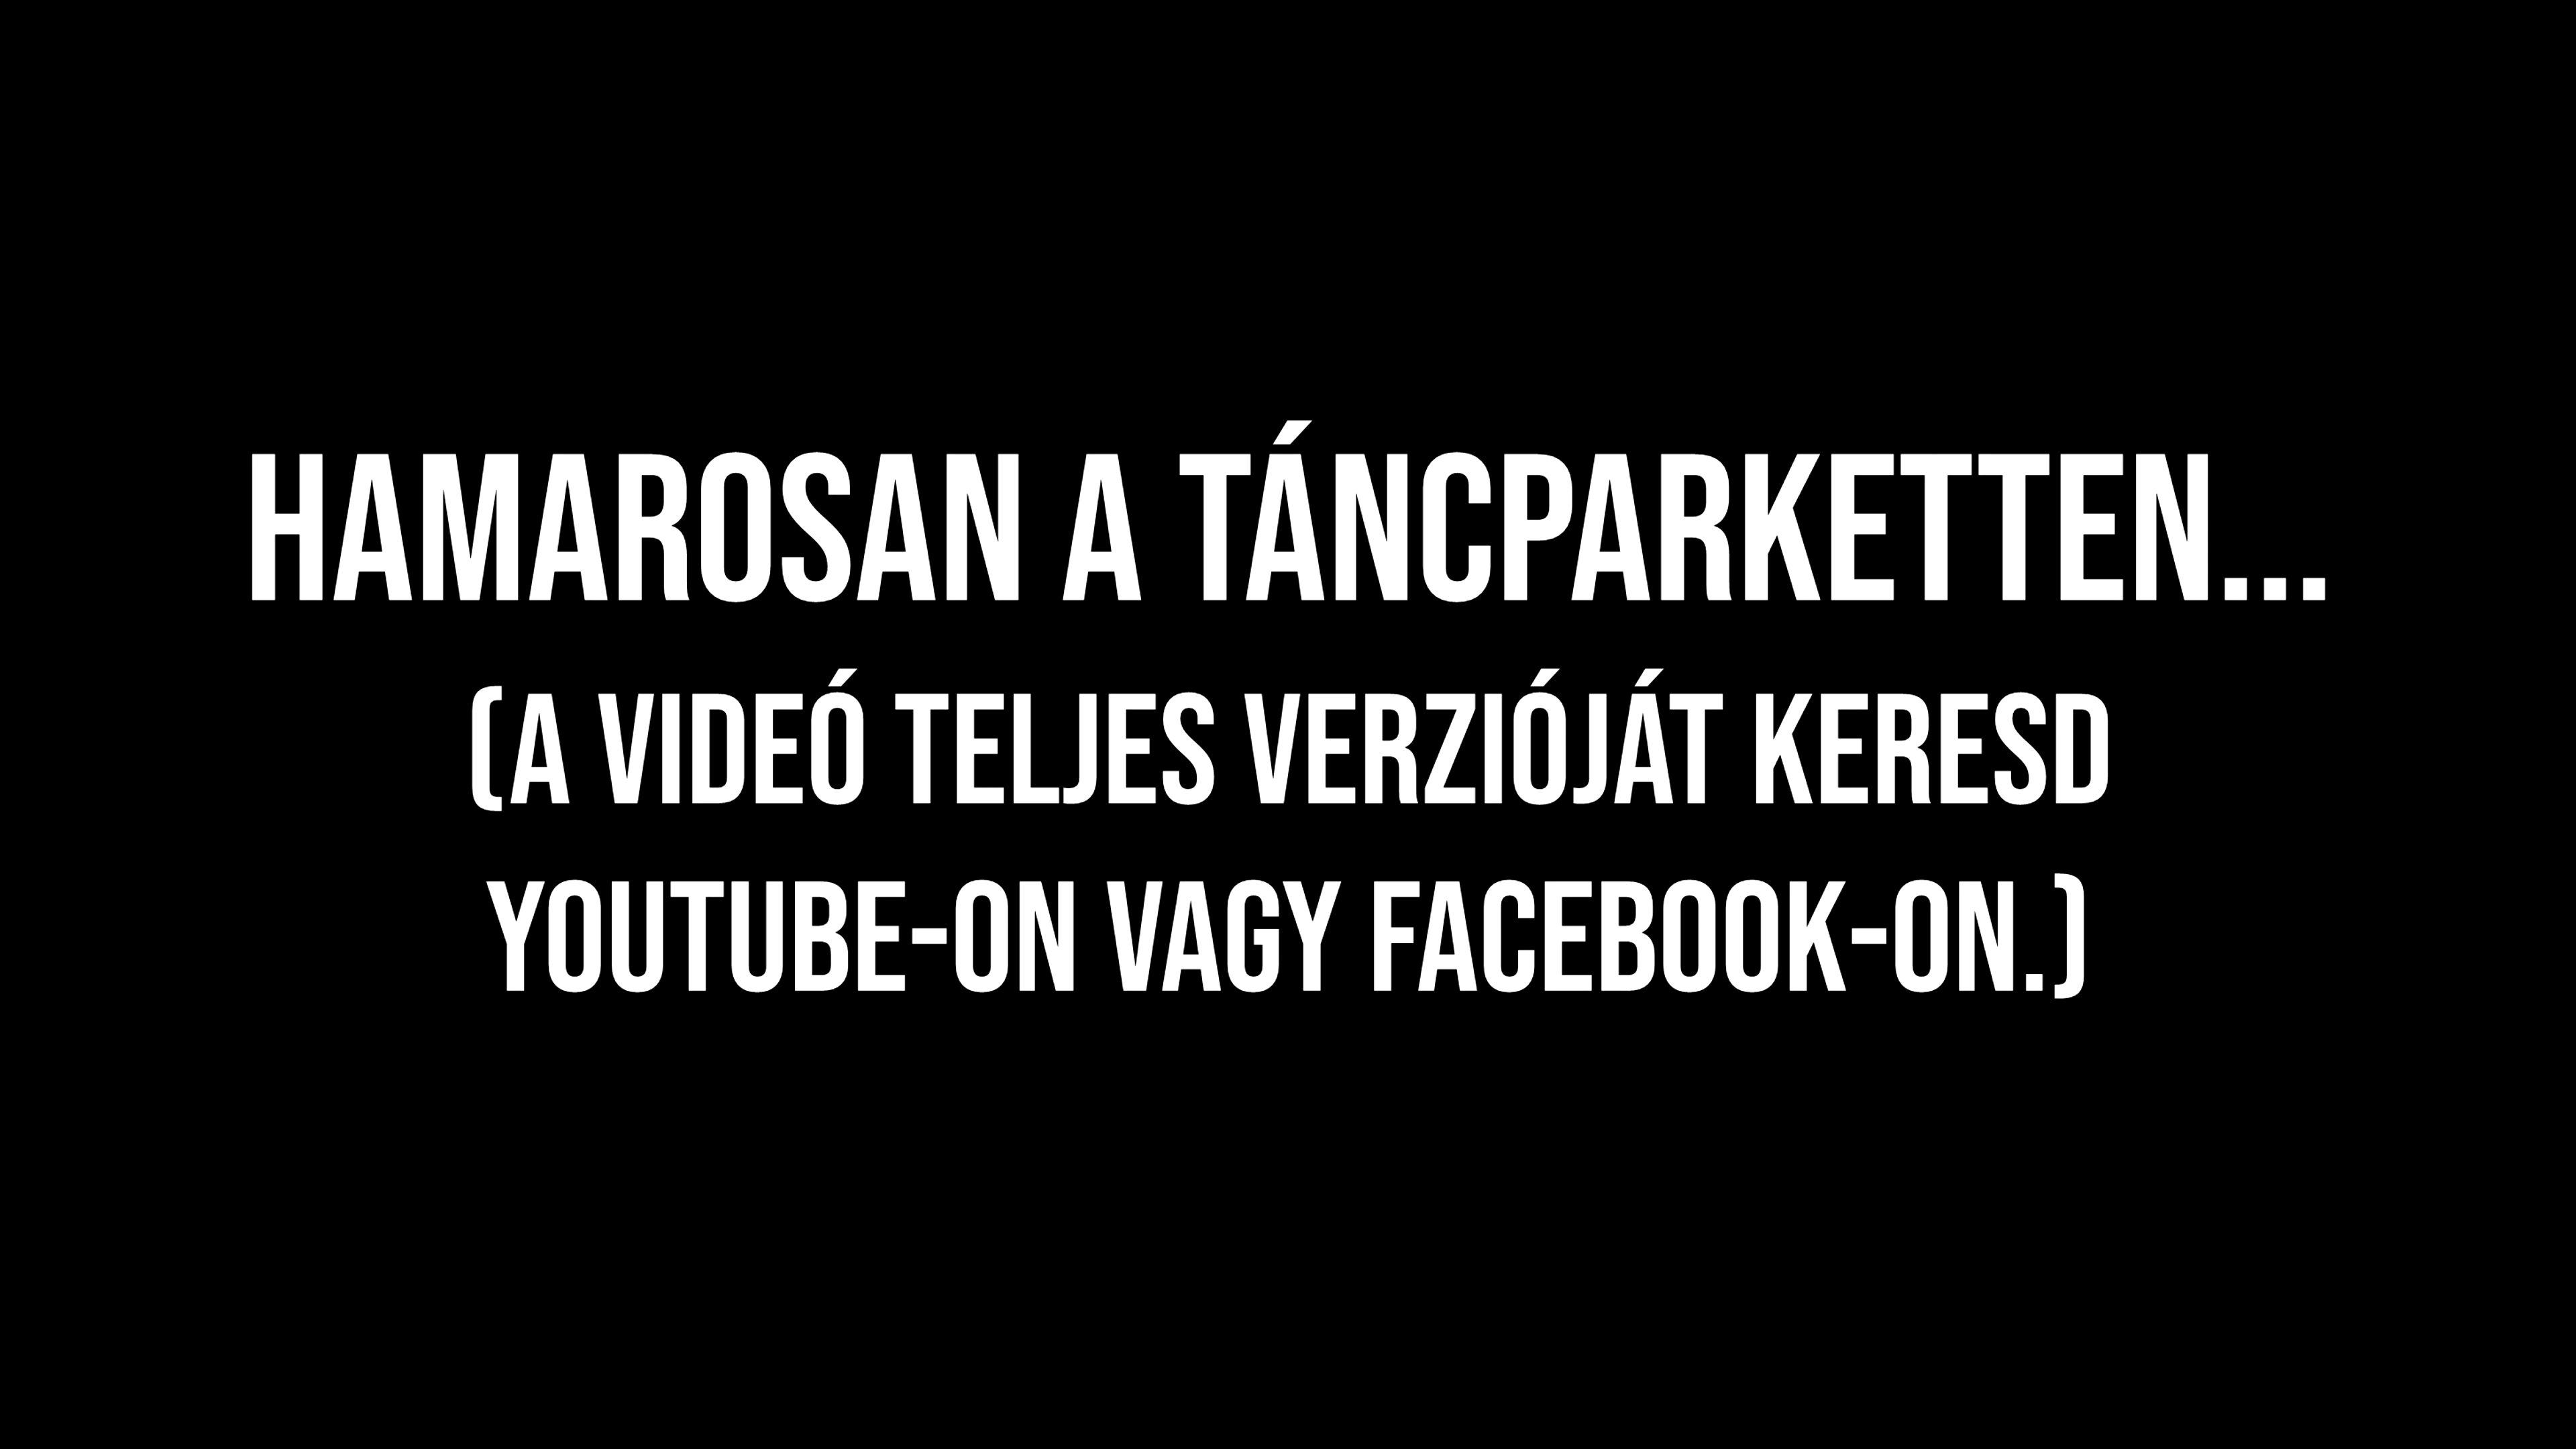 HAMAROSAN A TÁNCPARKETTEN...
(A VIDEÓ TELJES VERZIÓJÁT KERESD
YOUTUBE-ON VAGY FACEBOOK-ON.)